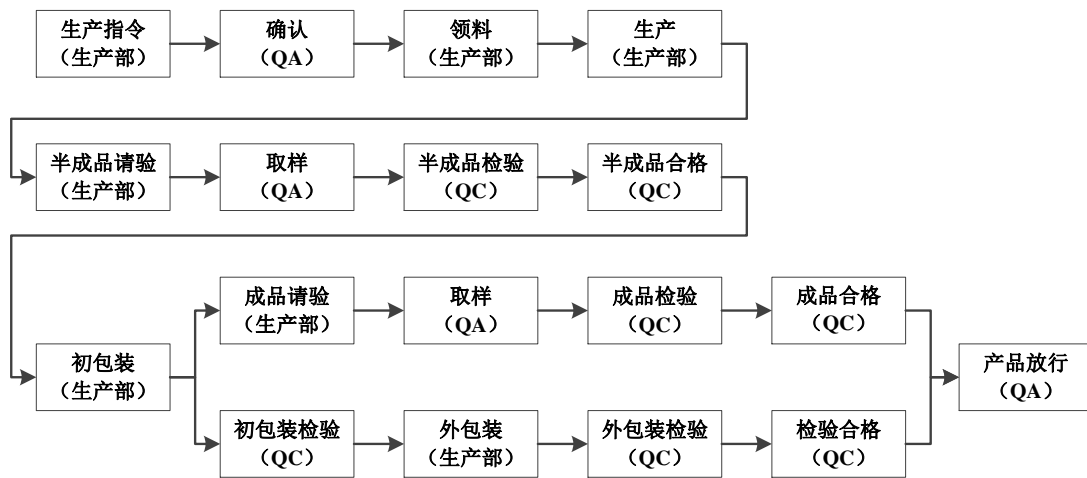 生产指令
（生产部）
确认
（QA）
领料
（生产部）
生产
（生产部）
半成品请验
（生产部）
取样
（QA）
半成品检验
（QC）
半成品合格
（QC）
初包装
（生产部）
成品请验
（生产部）
取样
（QA）
成品检验
（QC）
成品合格
（QC）
初包装检验
（QC）
外包装
（生产部）
外包装检验
（QC）
检验合格
（QC）
产品放行
（QA）